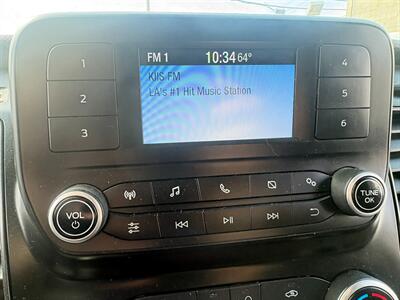 FM 1 10:34 64°
KIIS FM
LA's #1 Hit Music Station
1
2
3
4
5
6
VOL
TUNE
OK